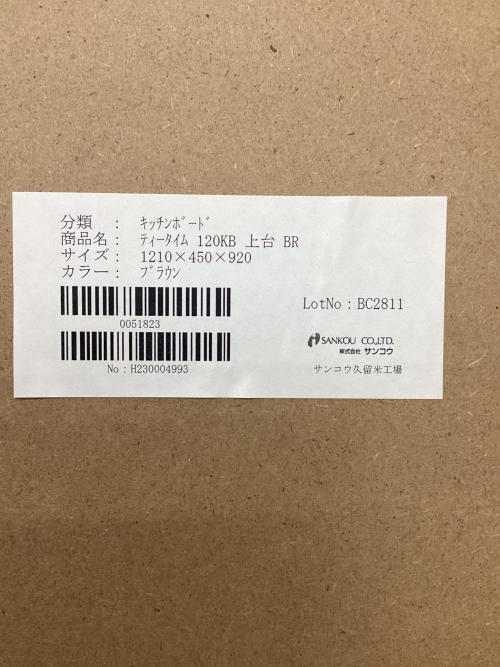 分類 : ｷｯﾁﾝﾎﾞｰﾄﾞ
商品名: ﾃｨｰﾀｲﾑ 120KB 上台 BR
サイズ: 1210×450×920
カラー: ﾌﾞﾗｳﾝ
0051823
No:H230004993
LotNo:BC2811
SANKOU CO.,LTD.
株式会社 サンコウ
サンコウ久留米工場